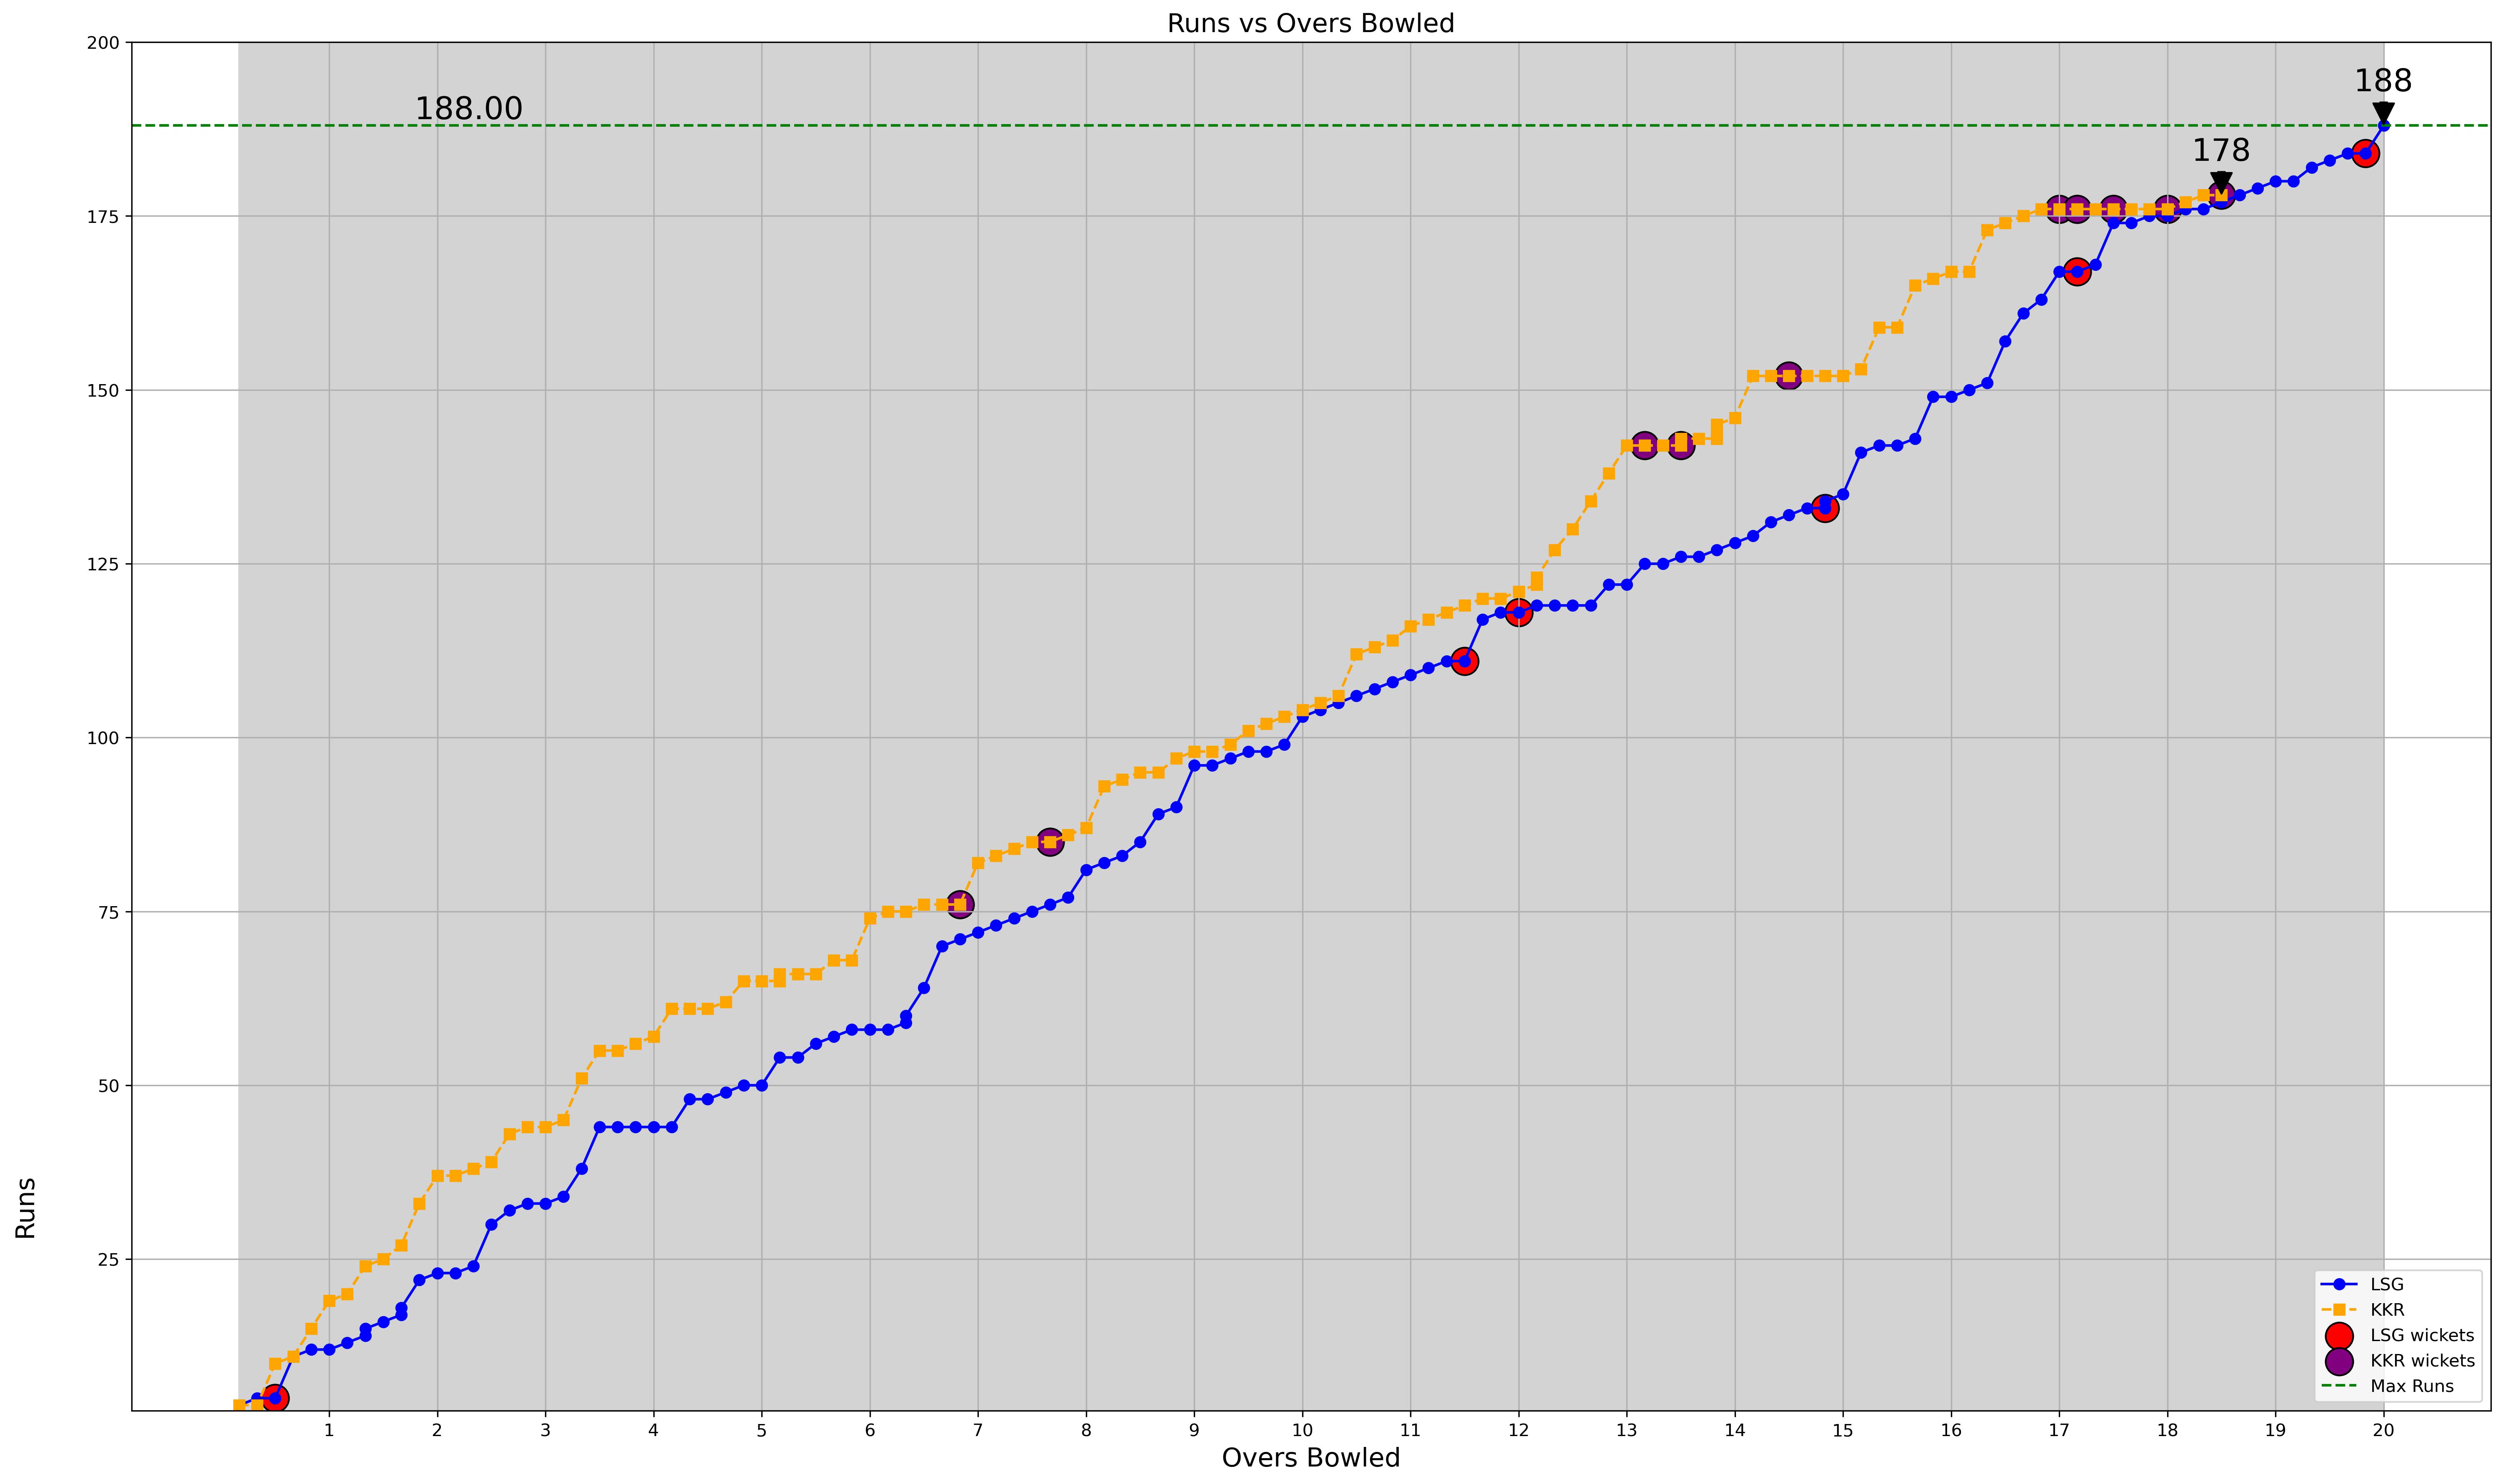 Runs vs Overs Bowled
200
175
150
125
100
75
50
25
Runs
188.00
188
178
LSG
KKR
LSG wickets
KKR wickets
Max Runs
1 2 3 4 5 6 7 8 9 10 11 12 13 14 15 16 17 18 19 20
Overs Bowled